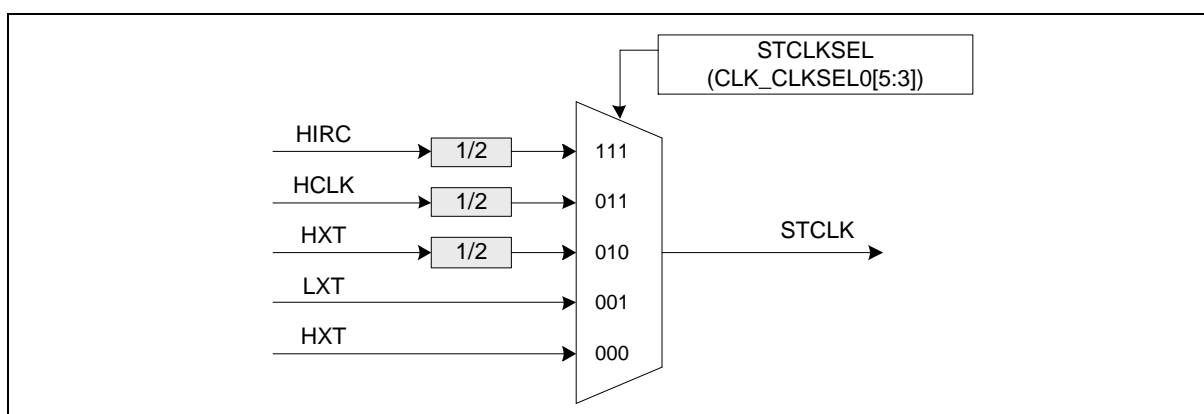 STCLKSEL
(CLK_CLKSEL0[5:3])
HIRC
1/2
111
HCLK
1/2
011
HXT
1/2
010
STCLK
LXT
001
HXT
000